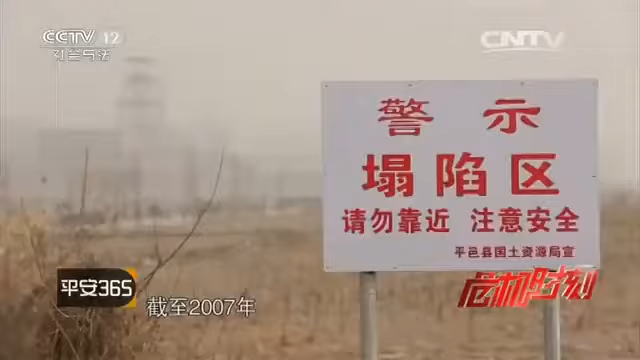 CCTV 12
社会与法
CNTV
警示
塌陷区
请勿靠近 注意安全
平邑县国土资源局宣
平安365
危机时刻
截至2007年